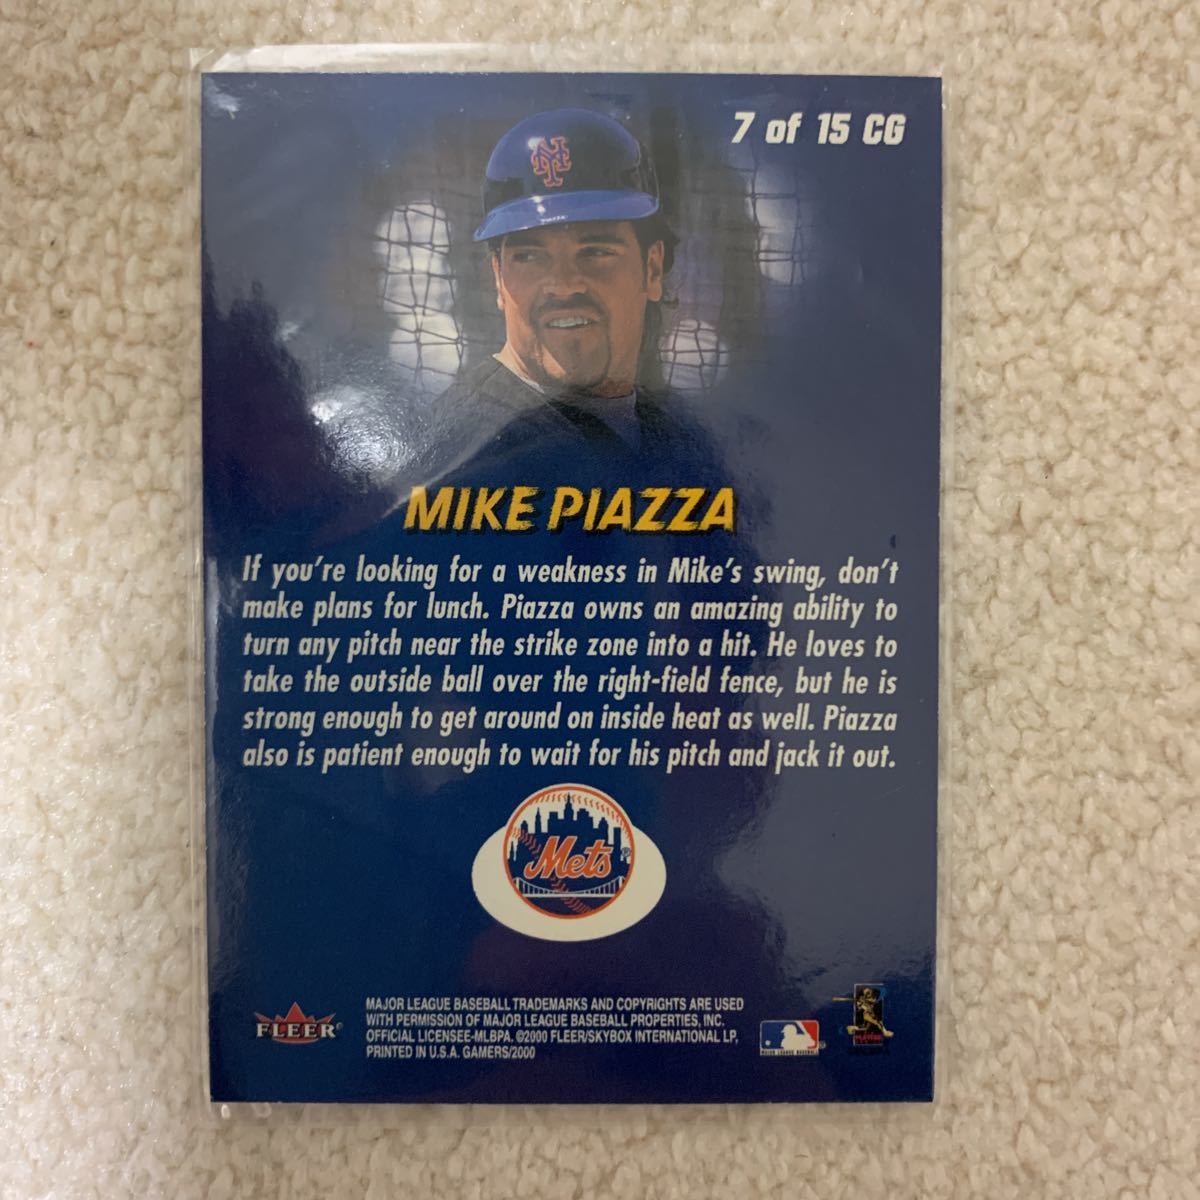 7 of 15 CG
MIKE PIAZZA
If you're looking for a weakness in Mike's swing, don't
make plans for lunch. Piazza owns an amazing ability to
turn any pitch near the strike zone into a hit. He loves to
take the outside ball over the right-field fence, but he is
strong enough to get around on inside heat as well. Piazza
also is patient enough to wait for his pitch and jack it out.
Mets®
FLEER®
MAJOR LEAGUE BASEBALL TRADEMARKS AND COPYRIGHTS ARE USED
WITH PERMISSION OF MAJOR LEAGUE BASEBALL PROPERTIES, INC.
OFFICIAL LICENSEE-MLBPA. ©2000 FLEER/SKYBOX INTERNATIONAL LP,
PRINTED IN U.S.A. GAMERS/2000
MAJOR LEAGUE BASEBALL
PLAYERS